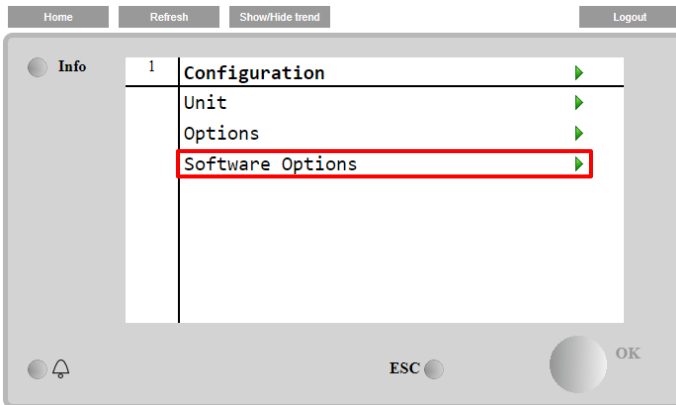 Home Refresh Show/Hide trend Logout
Info
1 Configuration
Unit
Options
Software Options
ESC
OK